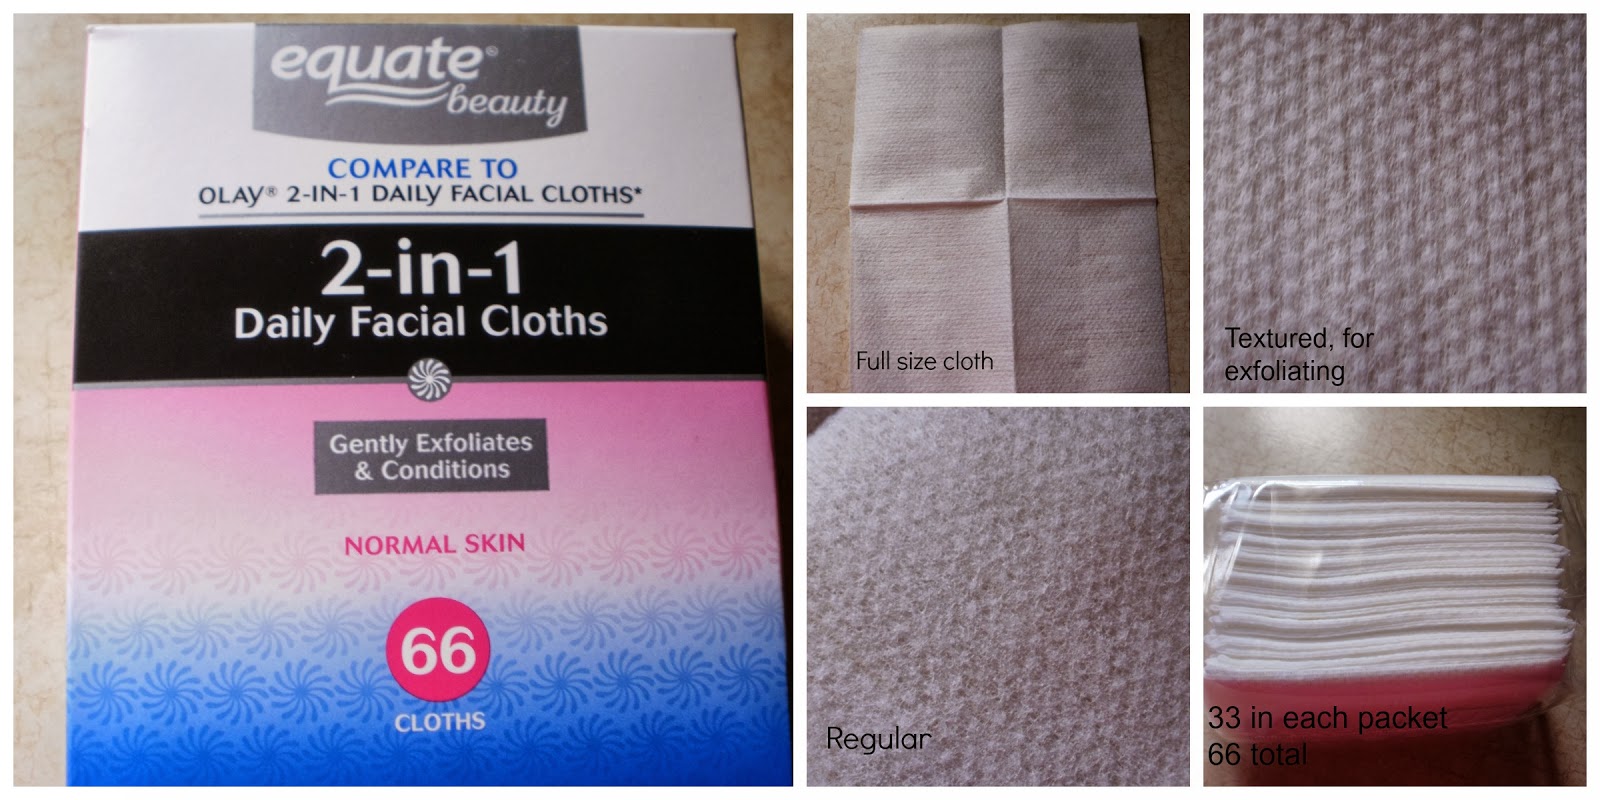 equate®
beauty
COMPARE TO
OLAY® 2-IN-1 DAILY FACIAL CLOTHS*
2-in-1
Daily Facial Cloths
Gently Exfoliates
& Conditions
NORMAL SKIN
66
CLOTHS
Full size cloth
Textured, for
exfoliating
Regular
33 in each packet
66 total